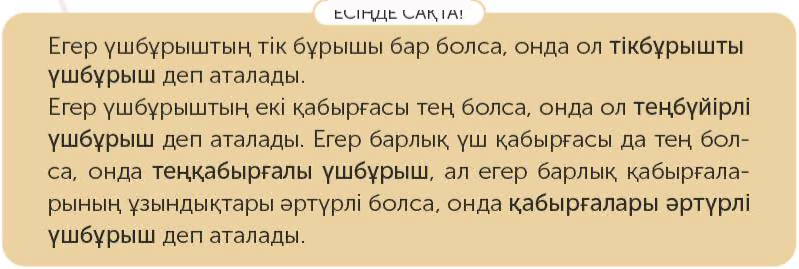 ЕСІҢДЕ САҚТА!
Егер үшбұрыштың тік бұрышы бар болса, онда ол тікбұрышты
үшбұрыш деп аталады.
Егер үшбұрыштың екі қабырғасы тең болса, онда ол теңбүйірлі
үшбұрыш деп аталады. Егер барлық үш қабырғасы да тең бол-
са, онда теңқабырғалы үшбұрыш, ал егер барлық қабырғала-
рының ұзындықтары әртүрлі болса, онда қабырғалары әртүрлі
үшбұрыш деп аталады.